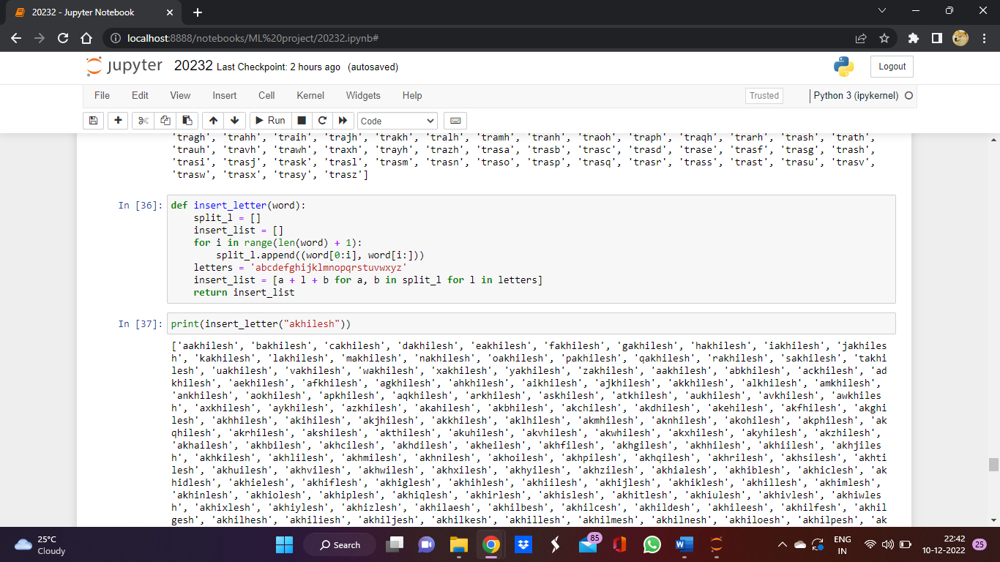 20232 - Jupyter Notebook
localhost:8888/notebooks/ML%20project/20232.ipynb#
jupyter 20232 Last Checkpoint: 2 hours ago (autosaved)
Logout
File Edit View Insert Cell Kernel Widgets Help
Trusted
Python 3 (ipykernel)
Run
Code
'tragh', 'trahh', 'traih', 'trajh', 'trakh', 'tralh', 'tramh', 'tranh', 'traoh', 'traph', 'traqh', 'trarh', 'trash', 'trath',
'trauh', 'travh', 'trawh', 'traxh', 'trayh', 'trazh', 'trasa', 'trasb', 'trasc', 'trasd', 'trase', 'trasf', 'trasg', 'trash',
'trasi', 'trasj', 'trask', 'trasl', 'trasm', 'trasn', 'traso', 'trasp', 'trasq', 'trasr', 'trass', 'trast', 'trasu', 'trasv',
'trasw', 'trasx', 'trasy', 'trasz']
In [36]: def insert_letter(word):
    split_l = []
    insert_list = []
    for i in range(len(word) + 1):
        split_l.append((word[0:i], word[i:]))
    letters = 'abcdefghijklmnopqrstuvwxyz'
    insert_list = [a + l + b for a, b in split_l for l in letters]
    return insert_list
In [37]: print(insert_letter("akhilesh"))
['aakhilesh', 'bakhilesh', 'cakhilesh', 'dakhilesh', 'eakhilesh', 'fakhilesh', 'gakhilesh', 'hakhilesh', 'iakhilesh', 'jakhiles
h', 'kakhilesh', 'lakhilesh', 'makhilesh', 'nakhilesh', 'oakhilesh', 'pakhilesh', 'qakhilesh', 'rakhilesh', 'sakhilesh', 'takhi
lesh', 'uakhilesh', 'vakhilesh', 'wakhilesh', 'xakhilesh', 'yakhilesh', 'zakhilesh', 'aakhilesh', 'abkhilesh', 'ackhilesh', 'ad
khilesh', 'aekhilesh', 'afkhilesh', 'agkhilesh', 'ahkhilesh', 'aikhilesh', 'ajkhilesh', 'akkhilesh', 'alkhilesh', 'amkhilesh',
'ankhilesh', 'aokhilesh', 'apkhilesh', 'aqkhilesh', 'arkhilesh', 'askhilesh', 'atkhilesh', 'aukhilesh', 'avkhilesh', 'awkhiles
h', 'axkhilesh', 'aykhilesh', 'azkhilesh', 'akahilesh', 'akbhilesh', 'akchilesh', 'akdhilesh', 'akehilesh', 'akfhilesh', 'akghi
lesh', 'akhhilesh', 'akihilesh', 'akjhilesh', 'akkhilesh', 'aklhilesh', 'akmhilesh', 'aknhilesh', 'akohilesh', 'akphilesh', 'ak
qhilesh', 'akrhilesh', 'akshilesh', 'akthilesh', 'akuhilesh', 'akvhilesh', 'akwhilesh', 'akxhilesh', 'akyhilesh', 'akzhilesh',
'akhailesh', 'akhbilesh', 'akhcilesh', 'akhdilesh', 'akheilesh', 'akhfilesh', 'akhgilesh', 'akhhilesh', 'akhiilesh', 'akhjiles
h', 'akhkilesh', 'akhlilesh', 'akhmilesh', 'akhnilesh', 'akhoilesh', 'akhpilesh', 'akhqilesh', 'akhrilesh', 'akhsilesh', 'akhti
lesh', 'akhuilesh', 'akhvilesh', 'akhwilesh', 'akhxilesh', 'akhyilesh', 'akhzilesh', 'akhialesh', 'akhiblesh', 'akhiclesh', 'ak
hidlesh', 'akhielesh', 'akhiflesh', 'akhiglesh', 'akhihlesh', 'akhiilesh', 'akhijlesh', 'akhiklesh', 'akhillesh', 'akhimlesh',
'akhinlesh', 'akhiolesh', 'akhiplesh', 'akhiqlesh', 'akhirlesh', 'akhislesh', 'akhitlesh', 'akhiulesh', 'akhivlesh', 'akhiwles
h', 'akhixlesh', 'akhiylesh', 'akhizlesh', 'akhilaesh', 'akhilbesh', 'akhilcesh', 'akhildesh', 'akhileesh', 'akhilfesh', 'akhil
gesh', 'akhilhesh', 'akhiliesh', 'akhiljesh', 'akhilkesh', 'akhillesh', 'akhilmesh', 'akhilnesh', 'akhiloesh', 'akhilpesh', 'ak
25°C
Cloudy
Search
85
ENG
IN
22:42
10-12-2022
25